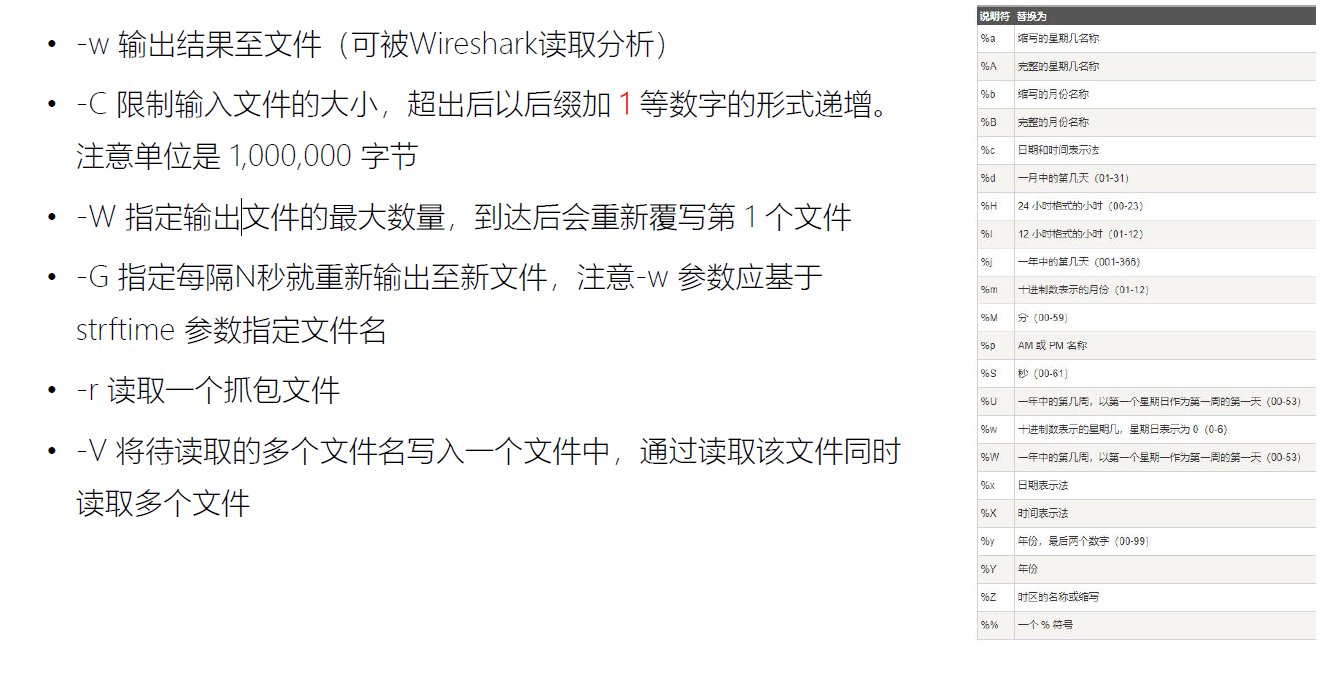 • -w 输出结果至文件（可被Wireshark读取分析）
• -C 限制输入文件的大小，超出后以后缀加 1 等数字的形式递增。
注意单位是 1,000,000 字节
• -W 指定输出文件的最大数量，到达后会重新覆写第 1 个文件
• -G 指定每隔N秒就重新输出至新文件，注意-w 参数应基于
strftime 参数指定文件名
• -r 读取一个抓包文件
• -V 将待读取的多个文件名写入一个文件中，通过读取该文件同时
读取多个文件
说明符 替换为
%a 缩写的星期几名称
%A 完整的星期几名称
%b 缩写的月份名称
%B 完整的月份名称
%c 日期和时间表示法
%d 一月中的第几天（01-31）
%H 24 小时格式的小时（00-23）
%I 12 小时格式的小时（01-12）
%j 一年中的第几天（001-366）
%m 十进制数表示的月份（01-12）
%M 分（00-59）
%p AM 或 PM 名称
%S 秒（00-61）
%U 一年中的第几周，以第一个星期日作为第一周的第一天（00-53）
%w 十进制数表示的星期几，星期日表示为 0（0-6）
%W 一年中的第几周，以第一个星期一作为第一周的第一天（00-53）
%x 日期表示法
%X 时间表示法
%y 年份，最后两个数字（00-99）
%Y 年份
%Z 时区的名称或缩写
%% 一个 % 符号